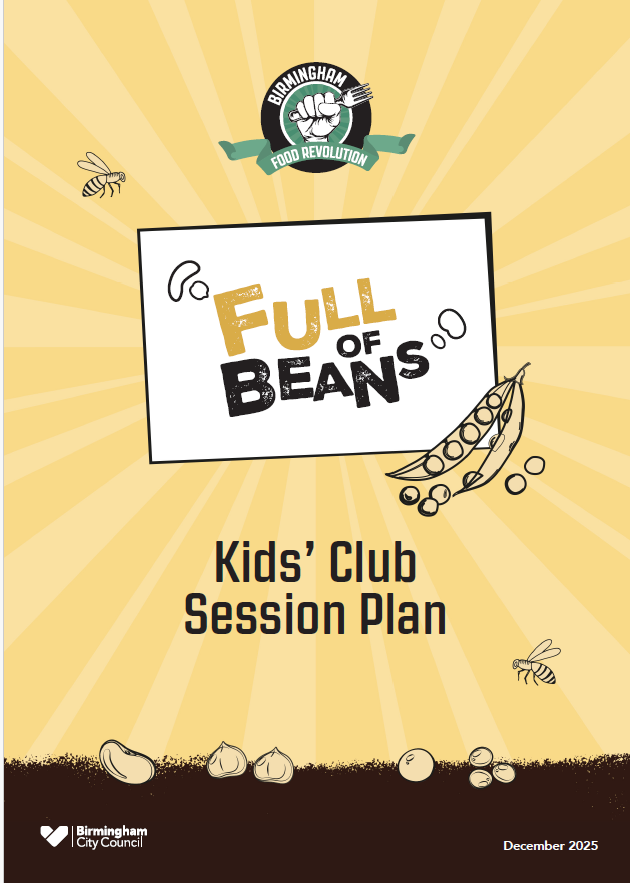 BIRMINGHAM
FOOD REVOLUTION
FULL
OF
BEANS
Kids’ Club
Session Plan
Birmingham
City Council
December 2025